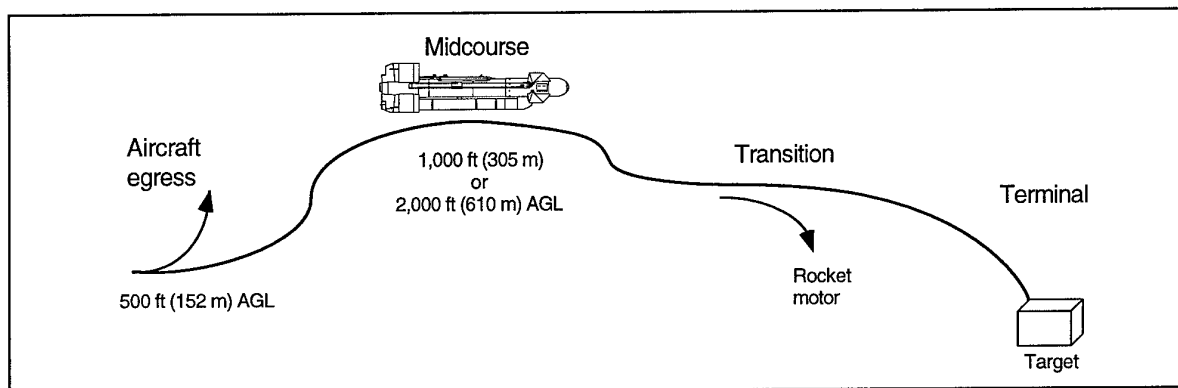 Midcourse
Aircraft
egress
1,000 ft (305 m)
or
2,000 ft (610 m) AGL
Transition
Terminal
500 ft (152 m) AGL
Rocket
motor
Target